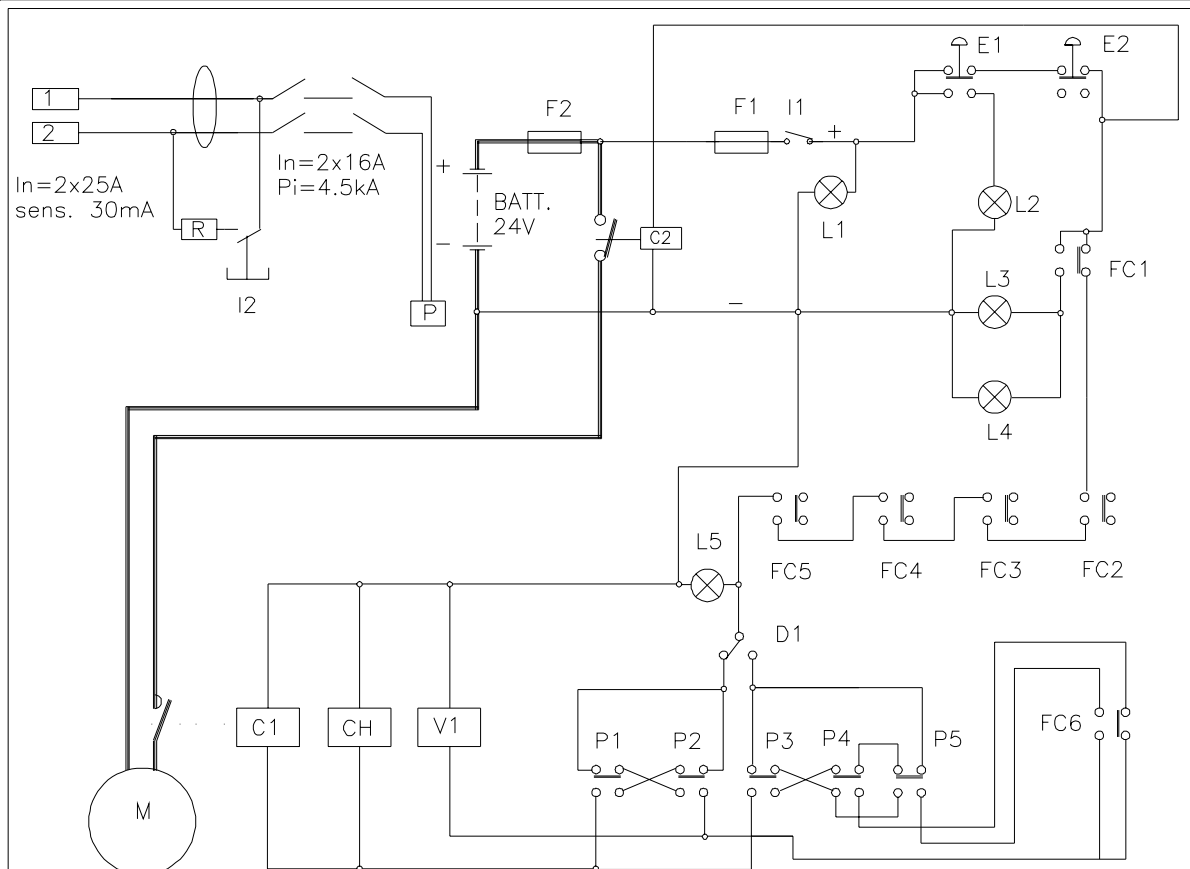 E1
E2
1
2
F2
F1
I1
+
In=2x16A
Pi=4.5kA
In=2x25A
sens. 30mA
+
BATT.
24V
−
R
C2
L1
L2
I2
P
−
L3
FC1
L4
L5
FC5
FC4
FC3
FC2
D1
C1
CH
V1
P1
P2
P3
P4
P5
FC6
M